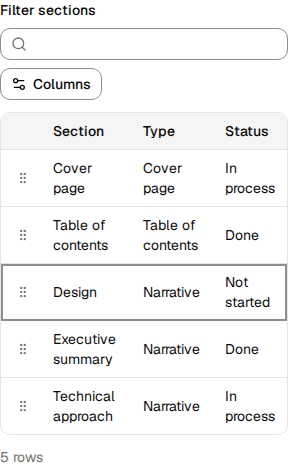 Filter sections
Columns
Section Type Status
Cover page Cover page In process
Table of contents Table of contents Done
Design Narrative Not started
Executive summary Narrative Done
Technical approach Narrative In process
5 rows